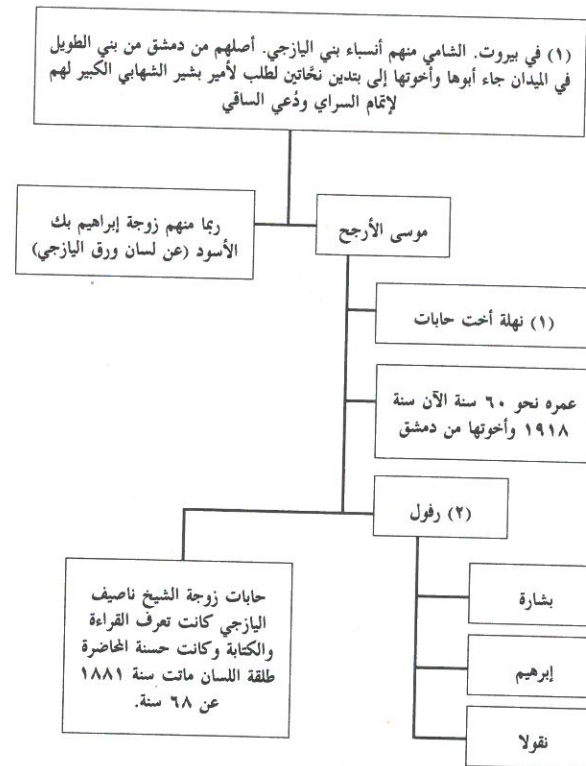 (١) في بيروت. الشامي منهم أنسباء بني اليازجي. أصلهم من دمشق من بني الطويل
في الميدان جاء أبوها وأخوتها إلى بتدين نحَّاتين لطلب لأمير بشير الشهابي الكبير لهم
لإتمام السراي ودُعي الساقي
موسى الأرجح
ربما منهم زوجة إبراهيم بك
الأسود (عن لسان ورق اليازجي)
(١) نهلة أخت حابات
عمره نحو ٦٠ سنة الآن سنة
١٩١٨ وأخوتها من دمشق
(٢) رفول
حابات زوجة الشيخ ناصيف
اليازجي كانت تعرف القراءة
والكتابة وكانت حسنة المحاضرة
طلقة اللسان ماتت سنة ١٨٨١
عن ٦٨ سنة.
بشارة
إبرهيم
نقولا